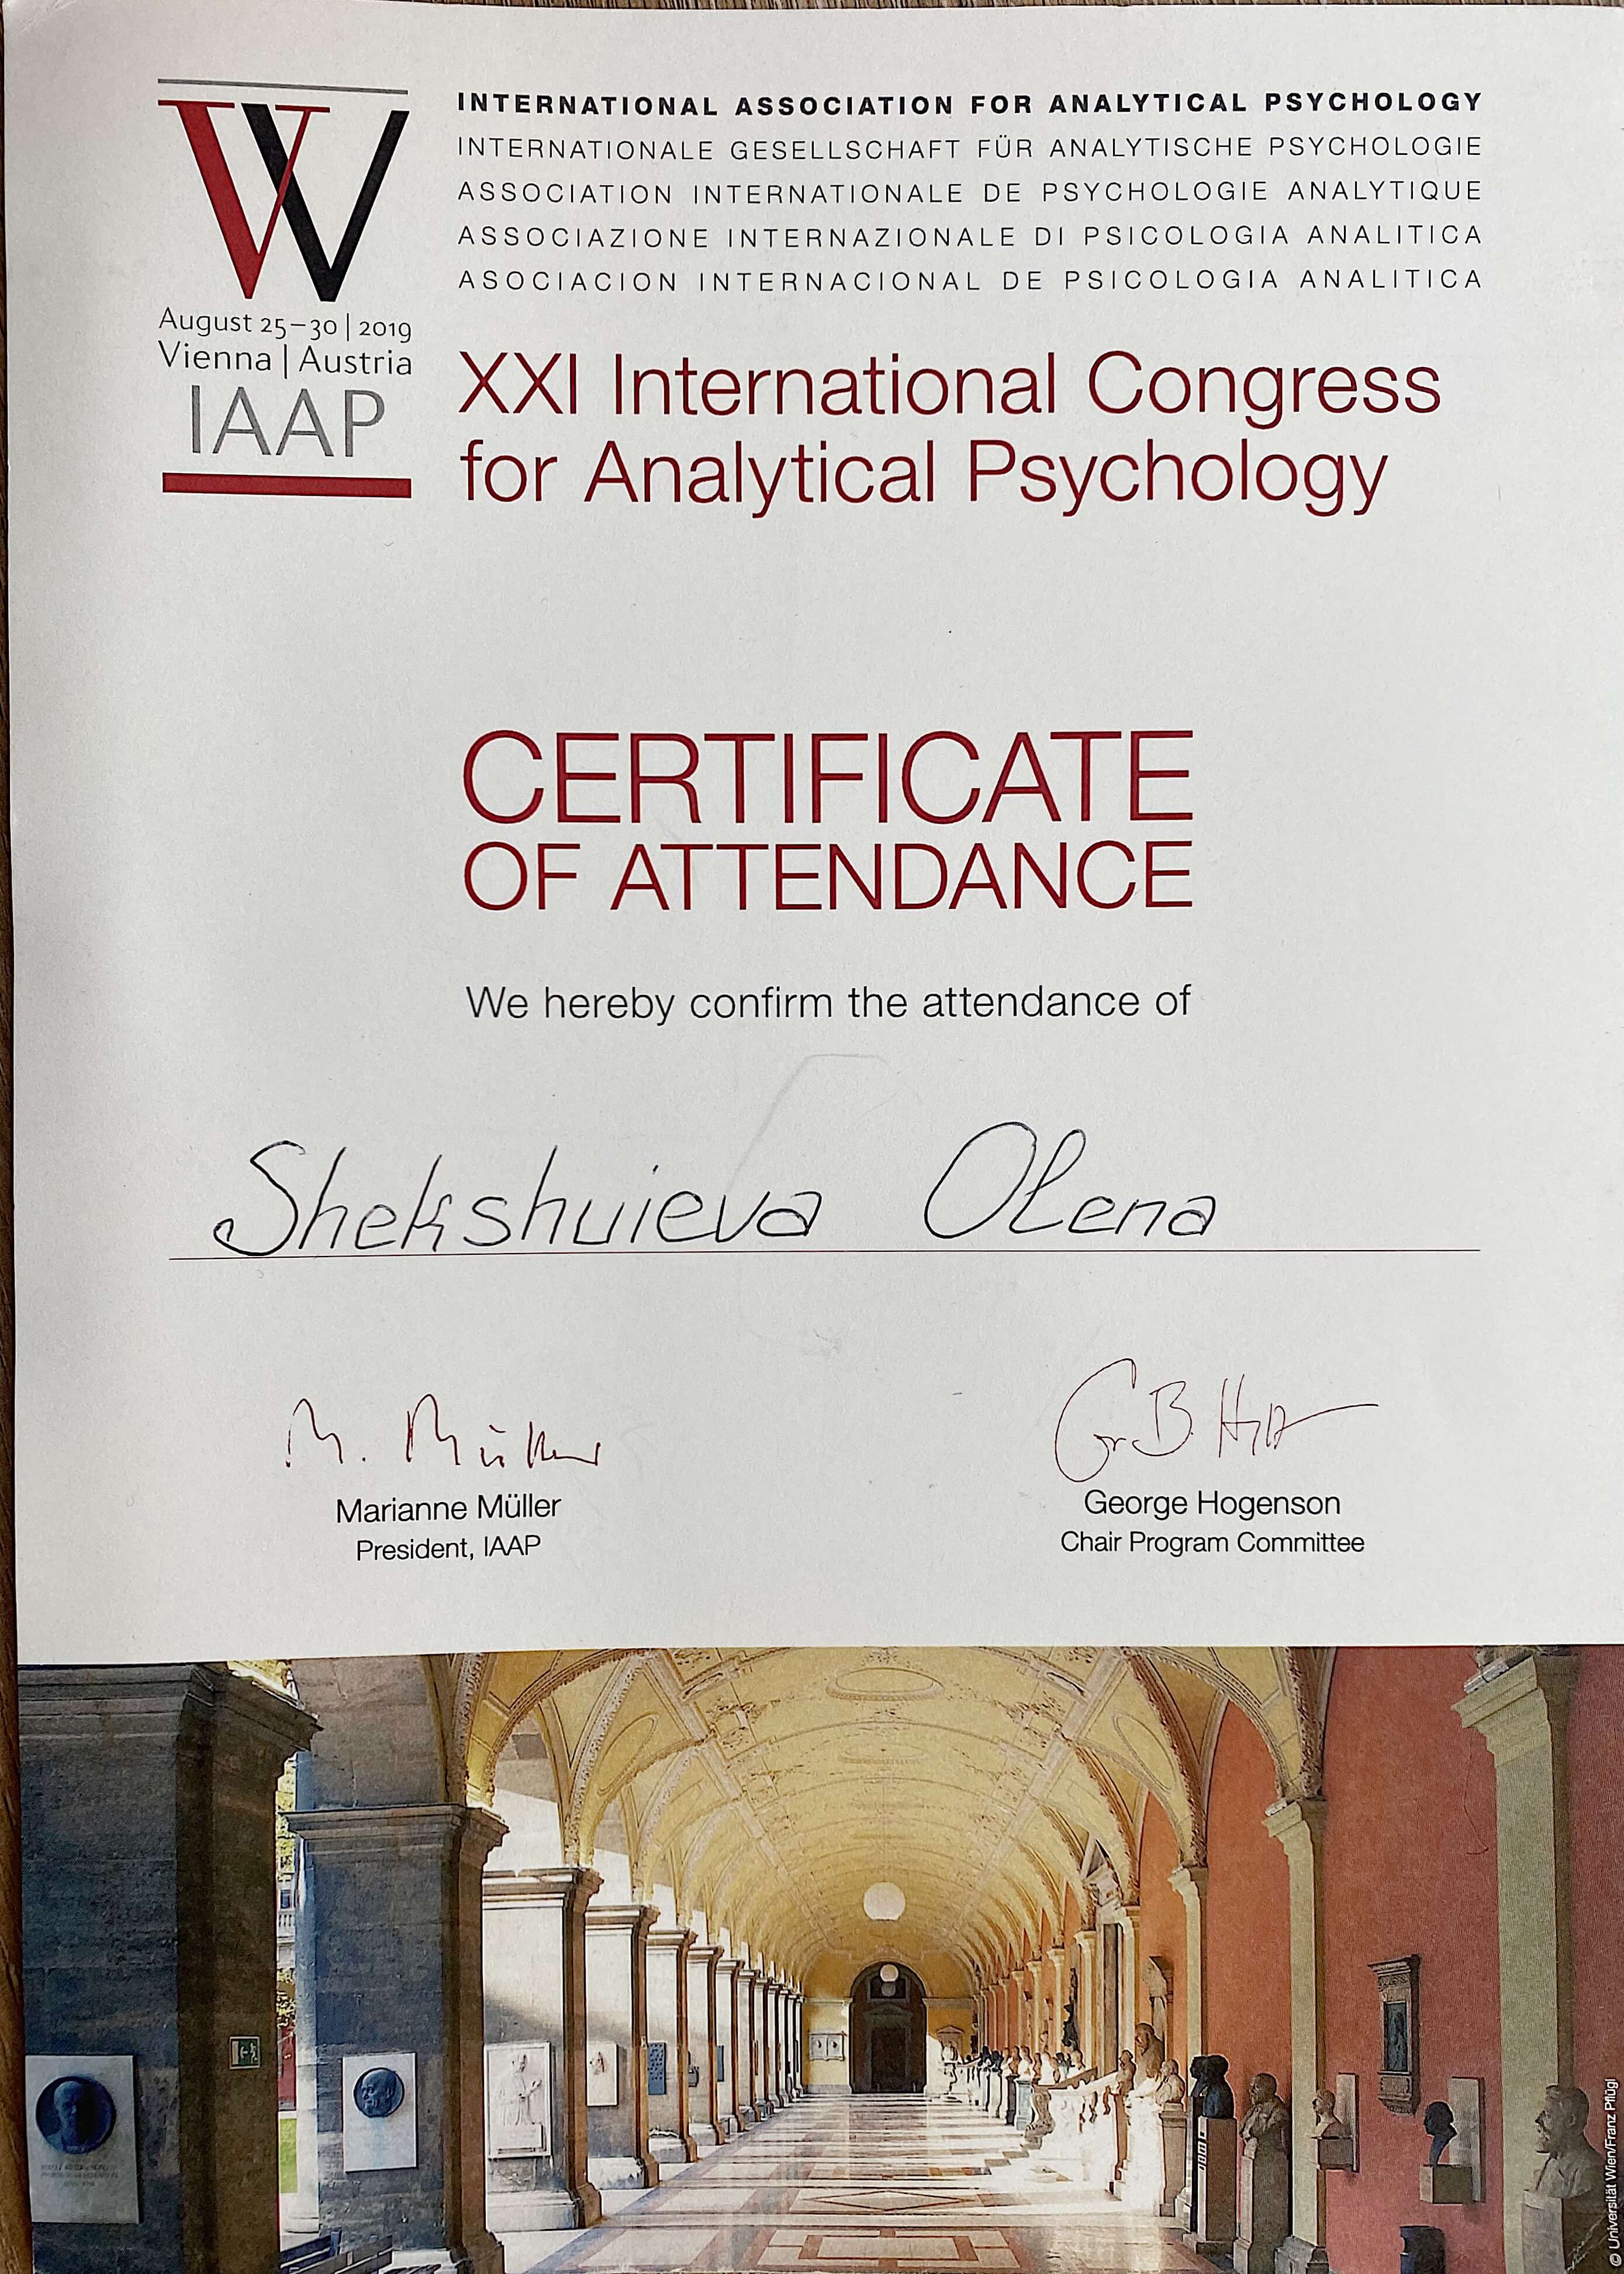 W
August 25–30 | 2019
Vienna | Austria
IAAP
INTERNATIONAL ASSOCIATION FOR ANALYTICAL PSYCHOLOGY
INTERNATIONALE GESELLSCHAFT FÜR ANALYTISCHE PSYCHOLOGIE
ASSOCIATION INTERNATIONALE DE PSYCHOLOGIE ANALYTIQUE
ASSOCIAZIONE INTERNAZIONALE DI PSICOLOGIA ANALITICA
ASOCIACION INTERNACIONAL DE PSICOLOGIA ANALITICA
XXI International Congress
for Analytical Psychology
CERTIFICATE
OF ATTENDANCE
We hereby confirm the attendance of
Shekshuieva Olena
M. Müller
Marianne Müller
President, IAAP
G. B. 
George Hogenson
Chair Program Committee
© Universität Wien/Franz Pflügl